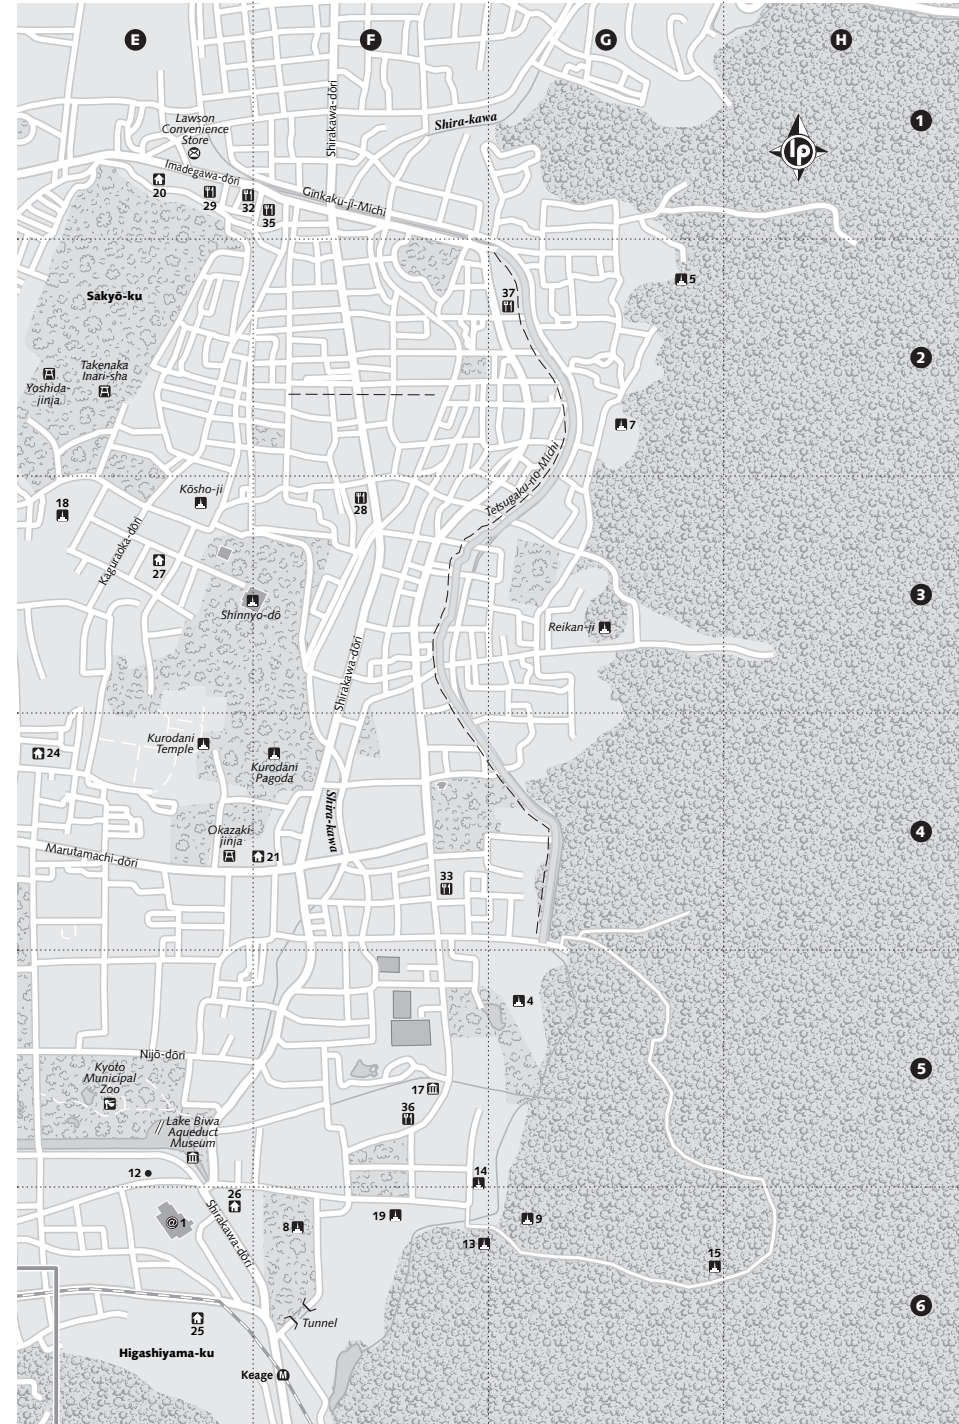 E
F
G
H
1
Lawson
Convenience
Store
Shirakawa-dōri
Shira-kawa
lp
Imadegawa-dōri
Ginkaku-ji-Michi
20
29
32
35
5
Sakyō-ku
37
2
Takenaka
Inari-sha
Yoshida-
jinja
7
Tetsugaku-no-Michi
Kōsho-ji
18
28
Kaguraoka-dōri
27
3
Shinnyo-dō
Reikan-ji
Shirakawa-dōri
Kurodani
Temple
24
Kurodani
Pagoda
Shira-kawa
4
Okazaki-
jinja
21
Marutamachi-dōri
33
4
Nijō-dōri
5
Kyoto
Municipal
Zoo
17
36
Lake Biwa
Aqueduct
Museum
12
14
26
Shirakawa-dōri
@1
8
19
9
13
15
6
25
Tunnel
Higashiyama-ku
Keage M